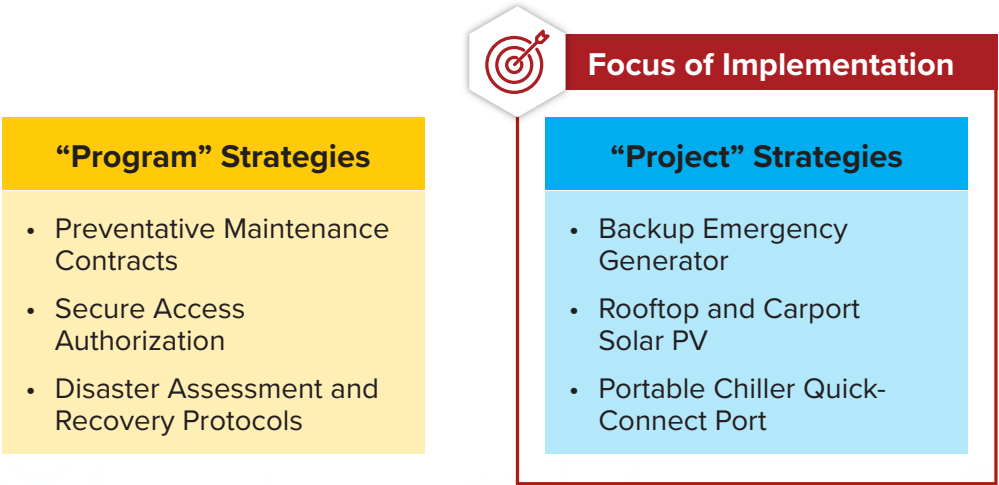 Focus of Implementation
“Program” Strategies
• Preventative Maintenance
Contracts
• Secure Access
Authorization
• Disaster Assessment and
Recovery Protocols
“Project” Strategies
• Backup Emergency
Generator
• Rooftop and Carport
Solar PV
• Portable Chiller Quick-
Connect Port